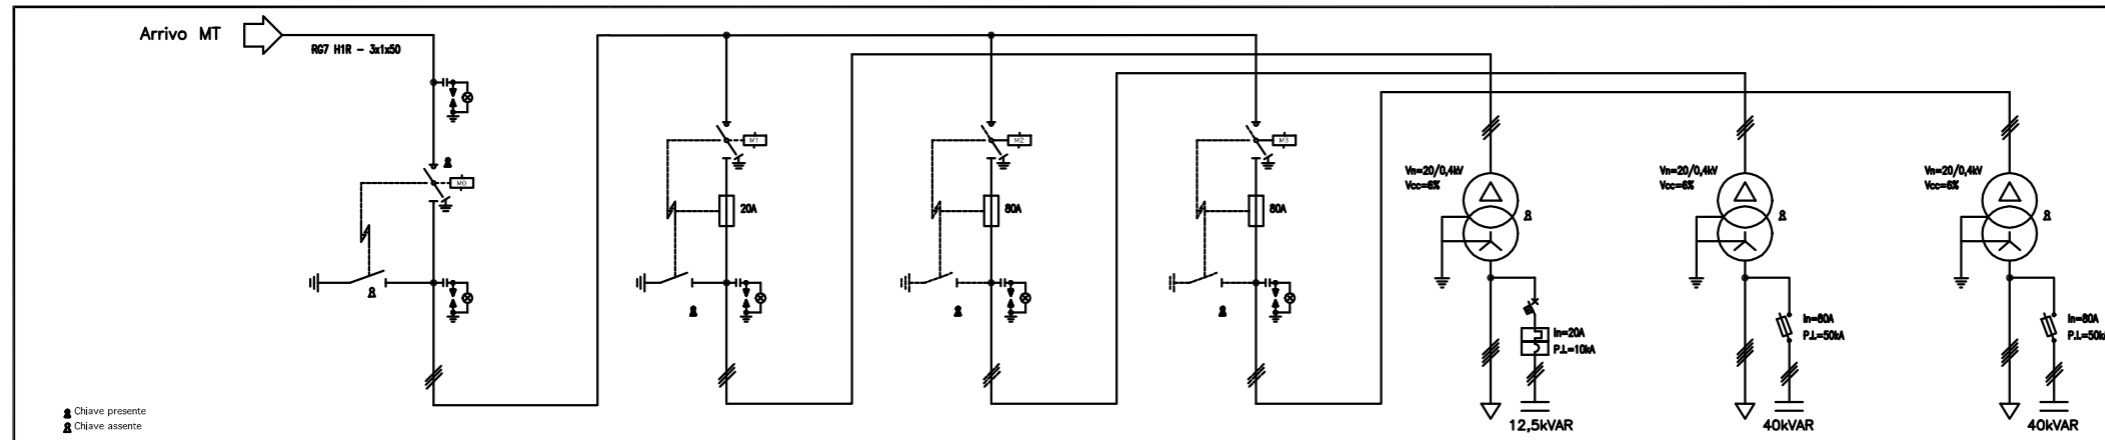 Arrivo MT
RG7 H1R - 3x1x50
M0
M1
M2
M3
20A
80A
80A
Vn=20/0,4kV
Vcc=6%
Vn=20/0,4kV
Vcc=6%
Vn=20/0,4kV
Vcc=6%
In=20A
P.I.=10kA
In=80A
P.I.=50kA
In=80A
P.I.=50kA
12,5kVAR
40kVAR
40kVAR
Chiave presente
Chiave assente